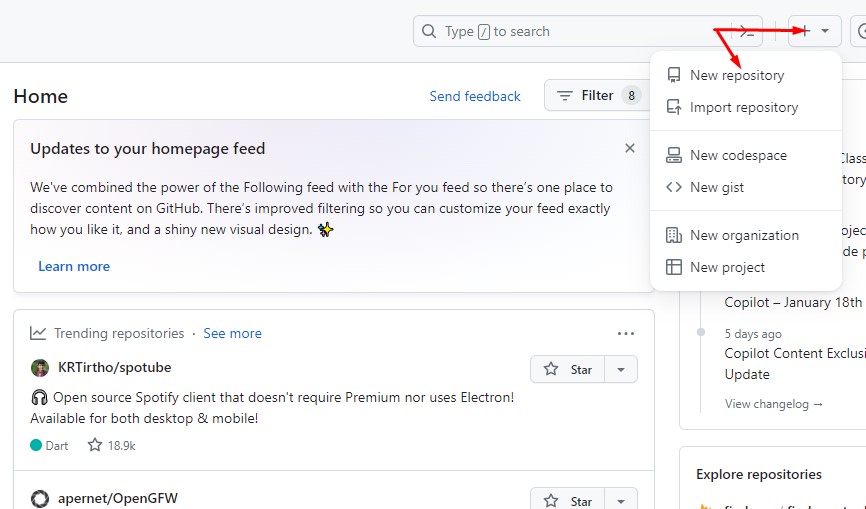 Type / to search
New repository
Import repository
New codespace
New gist
New organization
New project
Home
Send feedback
Filter 8
Updates to your homepage feed
We've combined the power of the Following feed with the For you feed so there's one place to
discover content on GitHub. There's improved filtering so you can customize your feed exactly
how you like it, and a shiny new visual design. ✨
Learn more
Trending repositories · See more
KRTirtho/spotube
Star
🎧 Open source Spotify client that doesn't require Premium nor uses Electron!
Available for both desktop & mobile!
Dart 18.9k
apernet/OpenGFW
Star
Copilot – January 18th
5 days ago
Copilot Content Exclusi
Update
View changelog →
Explore repositories